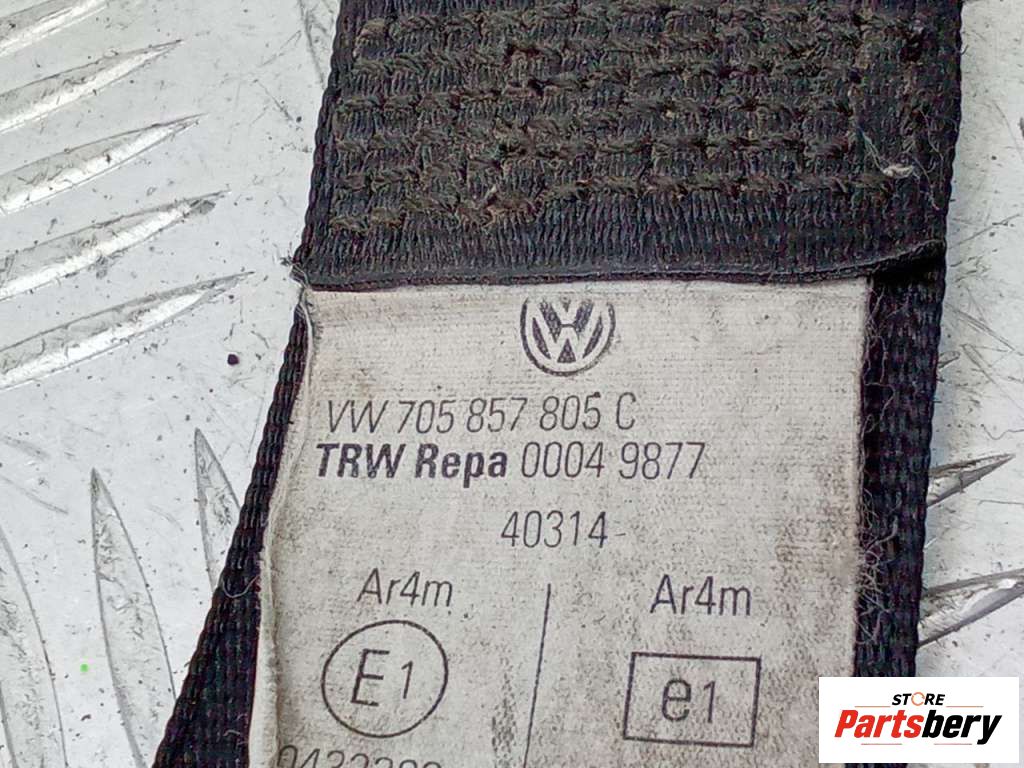 VW 705 857 805 C
TRW Repa 0004 9877
40314
Ar4m Ar4m
E1 e1
STORE
Partsbery